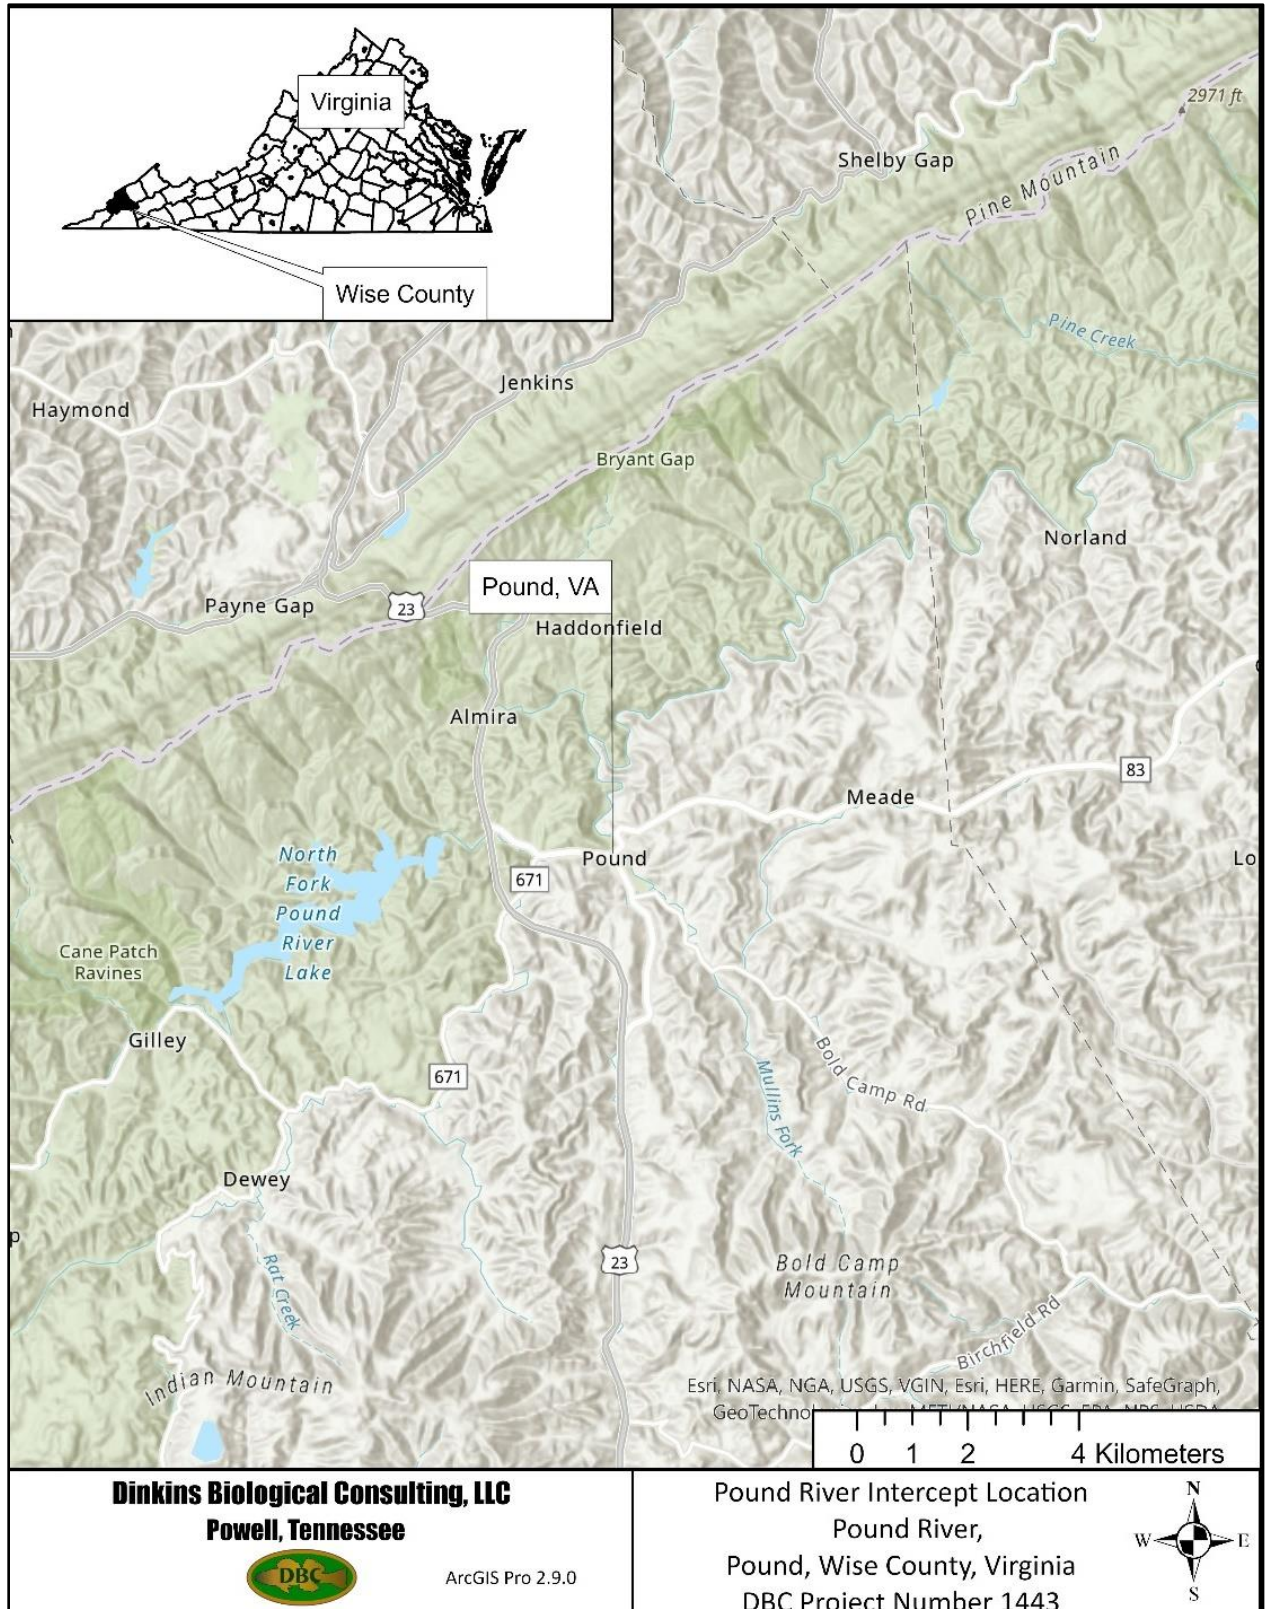 Virginia
Wise County
2971 ft
Shelby Gap
Pine Mountain
Pine Creek
Jenkins
Haymond
Bryant Gap
Norland
Pound, VA
Payne Gap
23
Haddonfield
Almira
83
Meade
North
Fork
Pound
River
Lake
Pound
671
Lo
Cane Patch
Ravines
Gilley
Bold Camp Rd
671
Mullins Fork
Dewey
p
Rat Creek
23
Bold Camp
Mountain
Birchfield Rd
Indian Mountain
Esri, NASA, NGA, USGS, VGIN, Esri, HERE, Garmin, SafeGraph,
GeoTechno
0 1 2 4 Kilometers
Dinkins Biological Consulting, LLC
Powell, Tennessee
DBC
ArcGIS Pro 2.9.0
Pound River Intercept Location
Pound River,
Pound, Wise County, Virginia
DBC Project Number 1443
N
W E
S